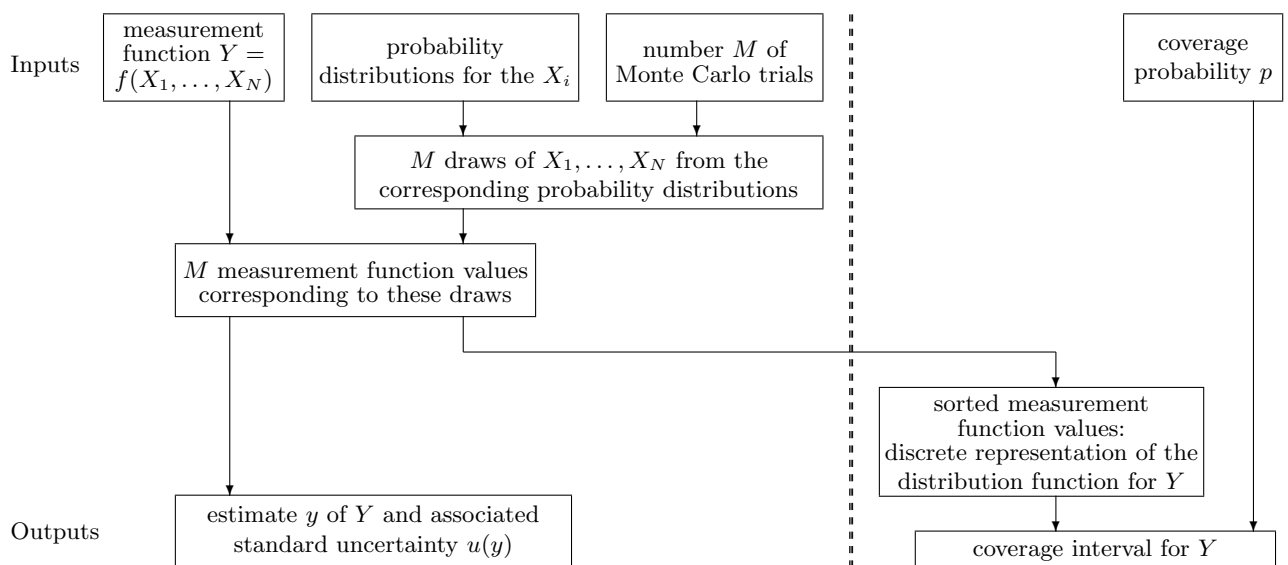 Inputs
measurement
function Y =
f(X₁, . . . , X_N)
probability
distributions for the Xᵢ
number M of
Monte Carlo trials
coverage
probability p
M draws of X₁, . . . , X_N from the
corresponding probability distributions
M measurement function values
corresponding to these draws
sorted measurement
function values:
discrete representation of the
distribution function for Y
Outputs
estimate y of Y and associated
standard uncertainty u(y)
coverage interval for Y